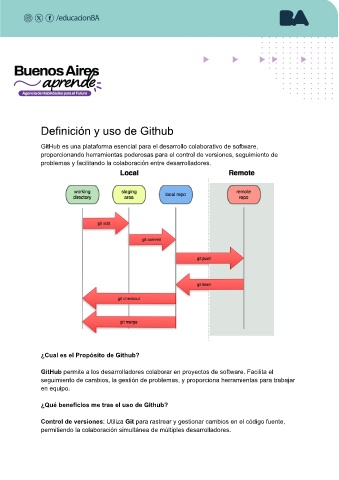 /educacionBA
BA
Buenos Aires
aprende
Agencia de Habilidades para el Futuro
Definición y uso de Github
GitHub es una plataforma esencial para el desarrollo colaborativo de software,
proporcionando herramientas poderosas para el control de versiones, seguimiento de
problemas y facilitando la colaboración entre desarrolladores.
Local Remote
working
directory
staging
area
local repo
remote
repo
git add
git commit
git push
git fetch
git checkout
git merge
¿Cual es el Propósito de Github?
GitHub permite a los desarrolladores colaborar en proyectos de software. Facilita el
seguimiento de cambios, la gestión de problemas, y proporciona herramientas para trabajar
en equipo.
¿Qué beneficios me trae el uso de GIthub?
Control de versiones: Utiliza Git para rastrear y gestionar cambios en el código fuente,
permitiendo la colaboración simultánea de múltiples desarrolladores.